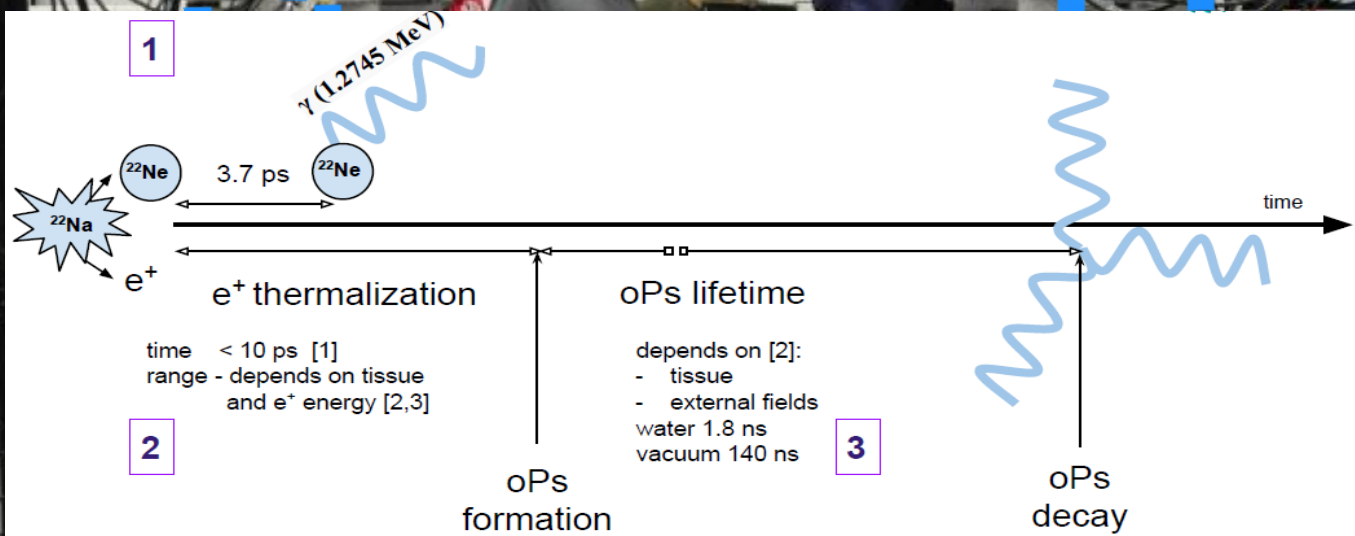 1
γ (1.2745 MeV)
²²Ne
3.7 ps
²²Ne
²²Na
time
e⁺
e⁺ thermalization
oPs lifetime
time < 10 ps [1]
range - depends on tissue
and e⁺ energy [2,3]
depends on [2]:
- tissue
- external fields
water 1.8 ns
vacuum 140 ns
2
3
oPs
formation
oPs
decay